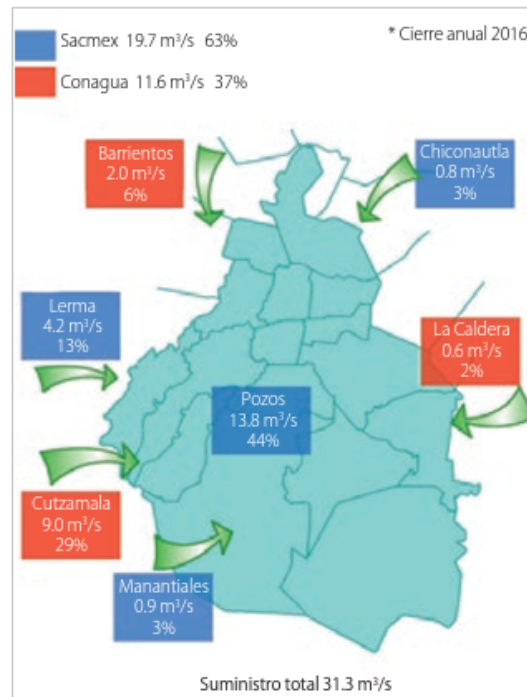 Sacmex 19.7 m³/s 63%
* Cierre anual 2016
Conagua 11.6 m³/s 37%
Barrientos
2.0 m³/s
6%
Chiconautla
0.8 m³/s
3%
Lerma
4.2 m³/s
13%
La Caldera
0.6 m³/s
2%
Pozos
13.8 m³/s
44%
Cutzamala
9.0 m³/s
29%
Manantiales
0.9 m³/s
3%
Suministro total 31.3 m³/s